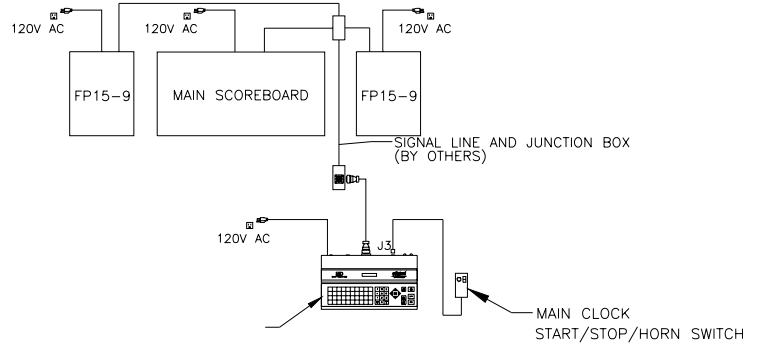 120V AC
120V AC
120V AC
FP15-9
MAIN SCOREBOARD
FP15-9
SIGNAL LINE AND JUNCTION BOX
(BY OTHERS)
120V AC
J3
MAIN CLOCK
START/STOP/HORN SWITCH